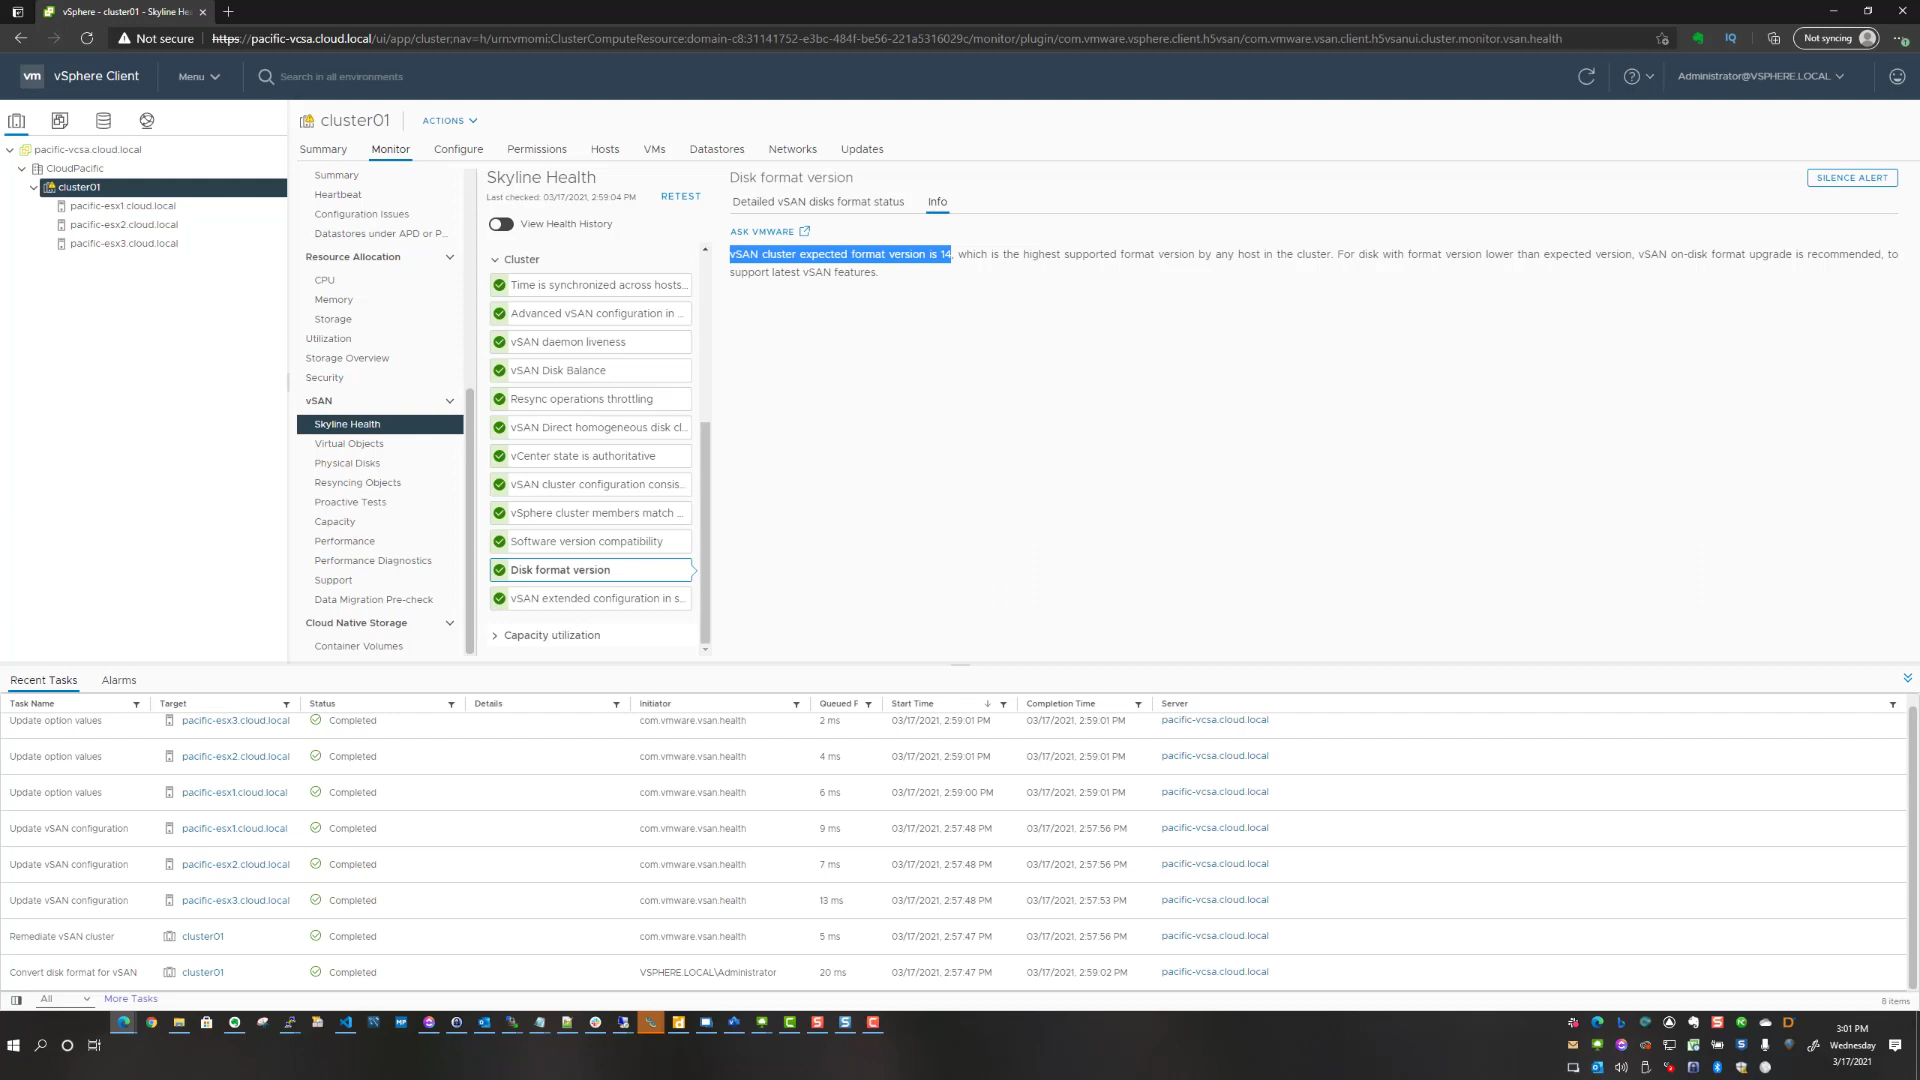 vSphere - cluster01 - Skyline He
Not secure
https://pacific-vcsa.cloud.local/ui/app/cluster;nav=h/urn:vmomi:ClusterComputeResource:domain-c8:31141752-e3bc-484f-be56-221a5316029c/monitor/plugin/com.vmware.vsphere.client.h5vsan/com.vmware.vsan.client.h5vsanui.cluster.monitor.vsan.health
IQ
Not syncing
vm vSphere Client
Menu
Search in all environments
Administrator@VSPHERE.LOCAL
cluster01
ACTIONS
Summary Monitor Configure Permissions Hosts VMs Datastores Networks Updates
pacific-vcsa.cloud.local
CloudPacific
cluster01
pacific-esx1.cloud.local
pacific-esx2.cloud.local
pacific-esx3.cloud.local
Summary
Heartbeat
Configuration Issues
Datastores under APD or P...
Resource Allocation
CPU
Memory
Storage
Utilization
Storage Overview
Security
vSAN
Skyline Health
Virtual Objects
Physical Disks
Resyncing Objects
Proactive Tests
Capacity
Performance
Performance Diagnostics
Support
Data Migration Pre-check
Cloud Native Storage
Container Volumes
Skyline Health
Last checked: 03/17/2021, 2:59:04 PM
RETEST
View Health History
Cluster
Time is synchronized across hosts...
Advanced vSAN configuration in ...
vSAN daemon liveness
vSAN Disk Balance
Resync operations throttling
vSAN Direct homogeneous disk cl...
vCenter state is authoritative
vSAN cluster configuration consis...
vSphere cluster members match ...
Software version compatibility
Disk format version
vSAN extended configuration in s...
Capacity utilization
Disk format version
SILENCE ALERT
Detailed vSAN disks format status Info
ASK VMWARE
vSAN cluster expected format version is 14, which is the highest supported format version by any host in the cluster. For disk with format version lower than expected version, vSAN on-disk format upgrade is recommended, to
support latest vSAN features.
Recent Tasks Alarms
Task Name Target Status Details Initiator Queued F Start Time Completion Time Server
Update option values pacific-esx3.cloud.local Completed com.vmware.vsan.health 2 ms 03/17/2021, 2:59:01 PM 03/17/2021, 2:59:01 PM pacific-vcsa.cloud.local
Update option values pacific-esx2.cloud.local Completed com.vmware.vsan.health 4 ms 03/17/2021, 2:59:01 PM 03/17/2021, 2:59:01 PM pacific-vcsa.cloud.local
Update option values pacific-esx1.cloud.local Completed com.vmware.vsan.health 6 ms 03/17/2021, 2:59:00 PM 03/17/2021, 2:59:01 PM pacific-vcsa.cloud.local
Update vSAN configuration pacific-esx1.cloud.local Completed com.vmware.vsan.health 9 ms 03/17/2021, 2:57:48 PM 03/17/2021, 2:57:56 PM pacific-vcsa.cloud.local
Update vSAN configuration pacific-esx2.cloud.local Completed com.vmware.vsan.health 7 ms 03/17/2021, 2:57:48 PM 03/17/2021, 2:57:56 PM pacific-vcsa.cloud.local
Update vSAN configuration pacific-esx3.cloud.local Completed com.vmware.vsan.health 13 ms 03/17/2021, 2:57:48 PM 03/17/2021, 2:57:53 PM pacific-vcsa.cloud.local
Remediate vSAN cluster cluster01 Completed com.vmware.vsan.health 5 ms 03/17/2021, 2:57:47 PM 03/17/2021, 2:57:56 PM pacific-vcsa.cloud.local
Convert disk format for vSAN cluster01 Completed VSPHERE.LOCAL\Administrator 20 ms 03/17/2021, 2:57:47 PM 03/17/2021, 2:59:02 PM pacific-vcsa.cloud.local
All More Tasks
8 items
3:01 PM
Wednesday
3/17/2021